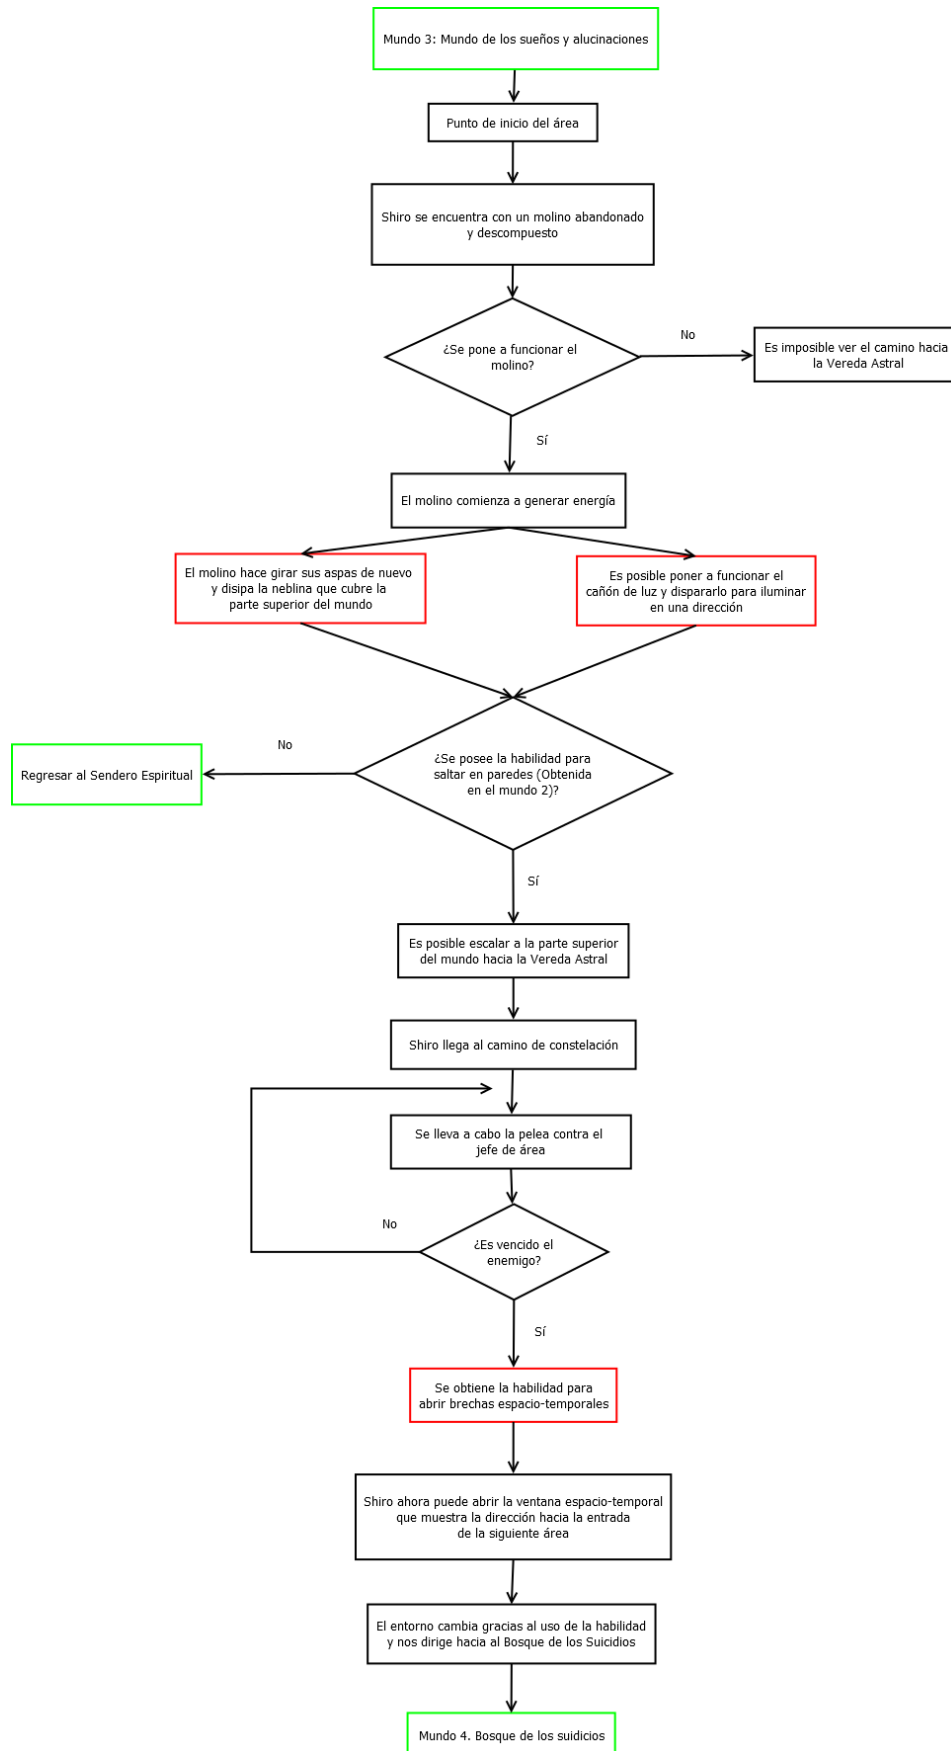 Mundo 3: Mundo de los sueños y alucinaciones
Punto de inicio del área
Shiro se encuentra con un molino abandonado
y descompuesto
¿Se pone a funcionar el
molino?
No
Es imposible ver el camino hacia
la Vereda Astral
Sí
El molino comienza a generar energía
El molino hace girar sus aspas de nuevo
y disipa la neblina que cubre la
parte superior del mundo
Es posible poner a funcionar el
cañón de luz y dispararlo para iluminar
en una dirección
¿Se posee la habilidad para
saltar en paredes (Obtenida
en el mundo 2)?
No
Regresar al Sendero Espiritual
Sí
Es posible escalar a la parte superior
del mundo hacia la Vereda Astral
Shiro llega al camino de constelación
Se lleva a cabo la pelea contra el
jefe de área
No
¿Es vencido el
enemigo?
Sí
Se obtiene la habilidad para
abrir brechas espacio-temporales
Shiro ahora puede abrir la ventana espacio-temporal
que muestra la dirección hacia la entrada
de la siguiente área
El entorno cambia gracias al uso de la habilidad
y nos dirige hacia al Bosque de los Suicidios
Mundo 4. Bosque de los suidicios